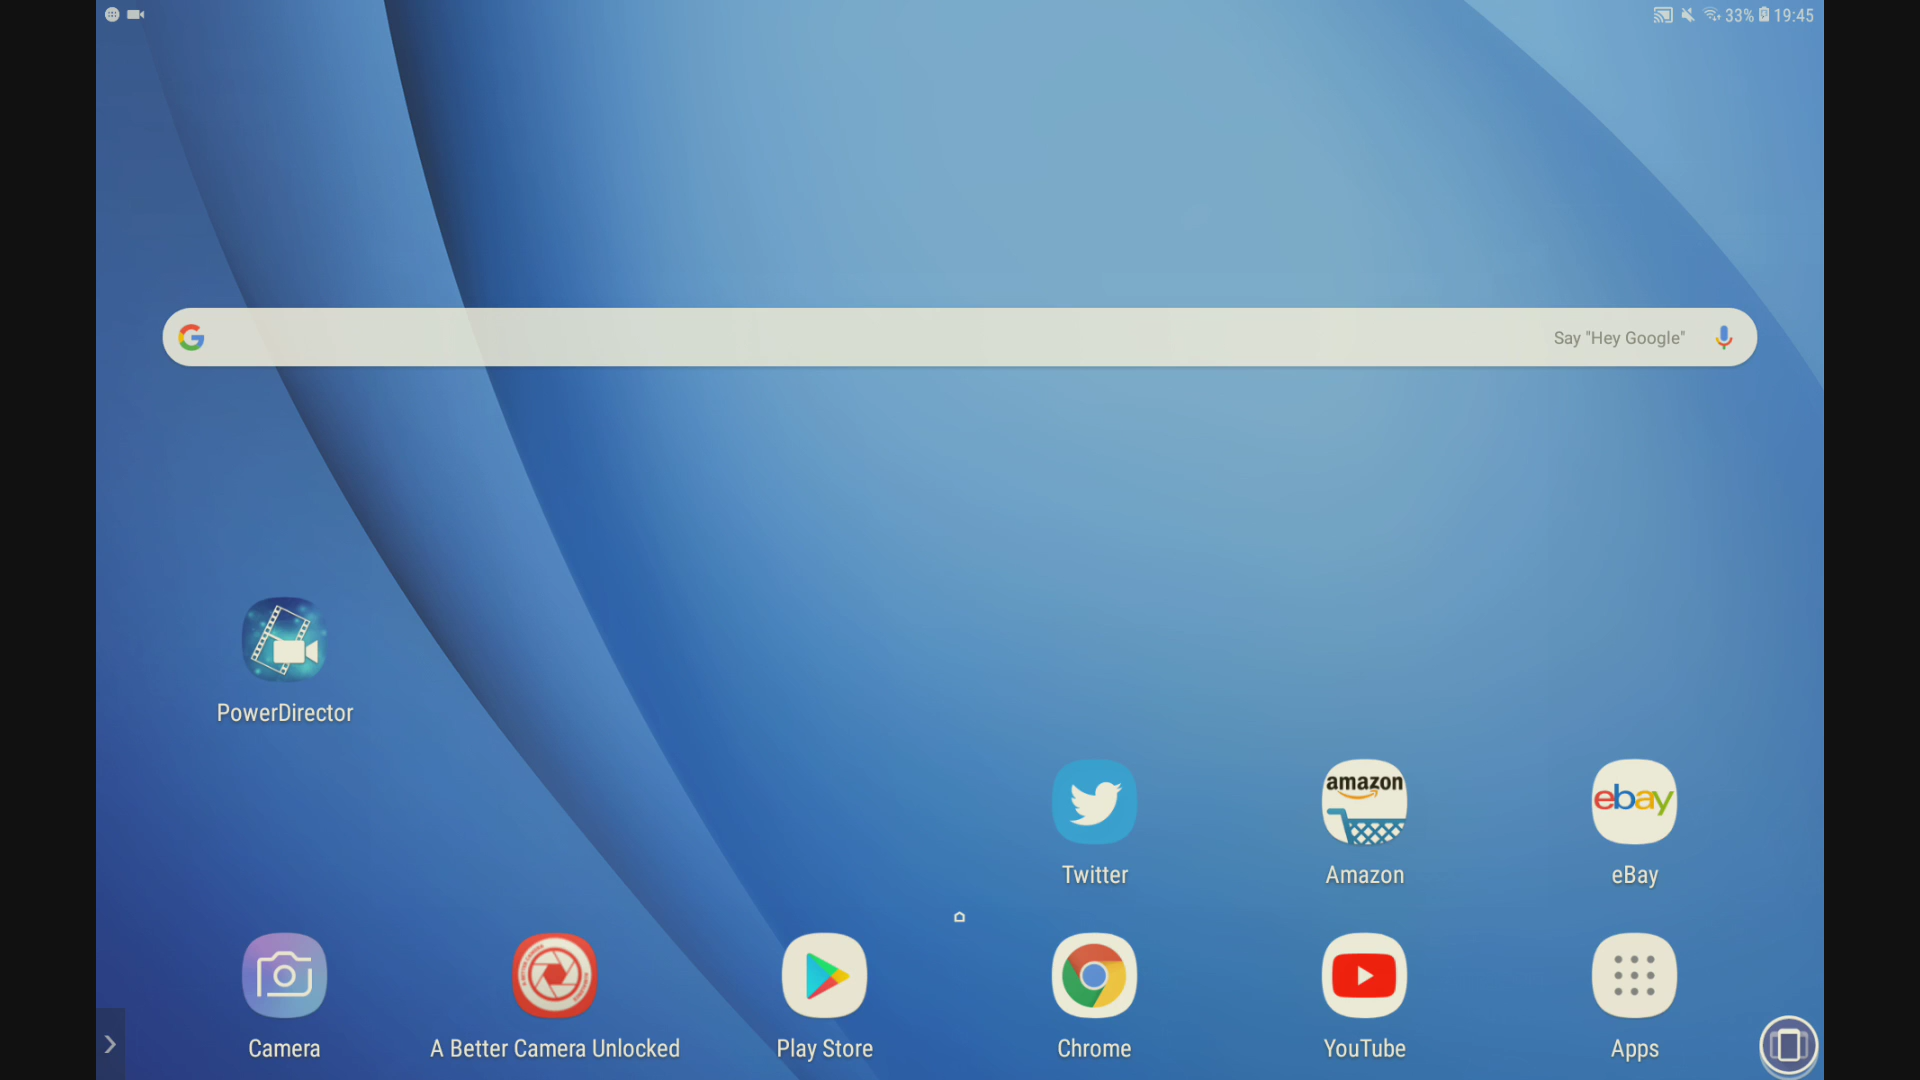 33% 19:45
Say "Hey Google"
PowerDirector
amazon
ebay
Twitter
Amazon
eBay
Camera
A Better Camera Unlocked
Play Store
Chrome
YouTube
Apps